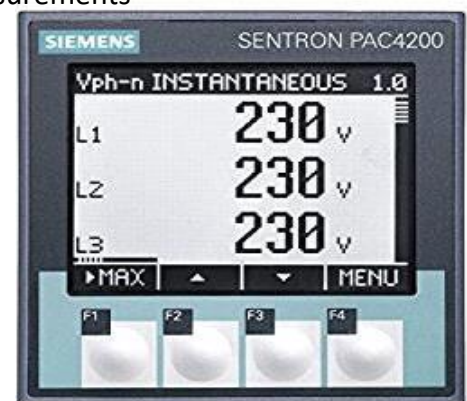 SIEMENS SENTRON PAC4200
Vph-n INSTANTANEOUS 1.0
L1 230 V
L2 230 V
L3 230 V
▸MAX ▲ ▼ MENU
F1 F2 F3 F4